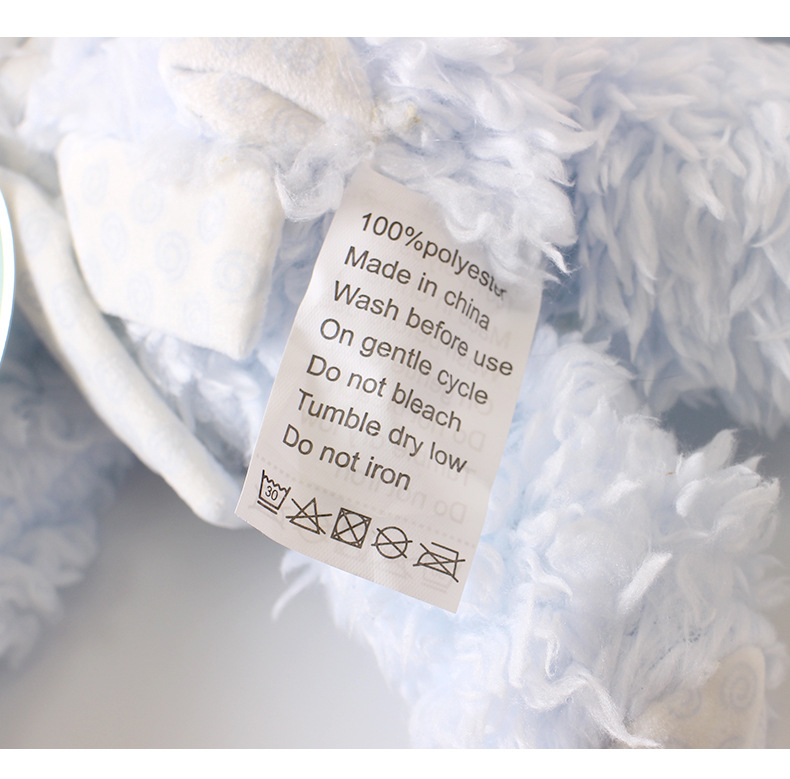 100%polyester
Made in china
Wash before use
On gentle cycle
Do not bleach
Tumble dry low
Do not iron
30